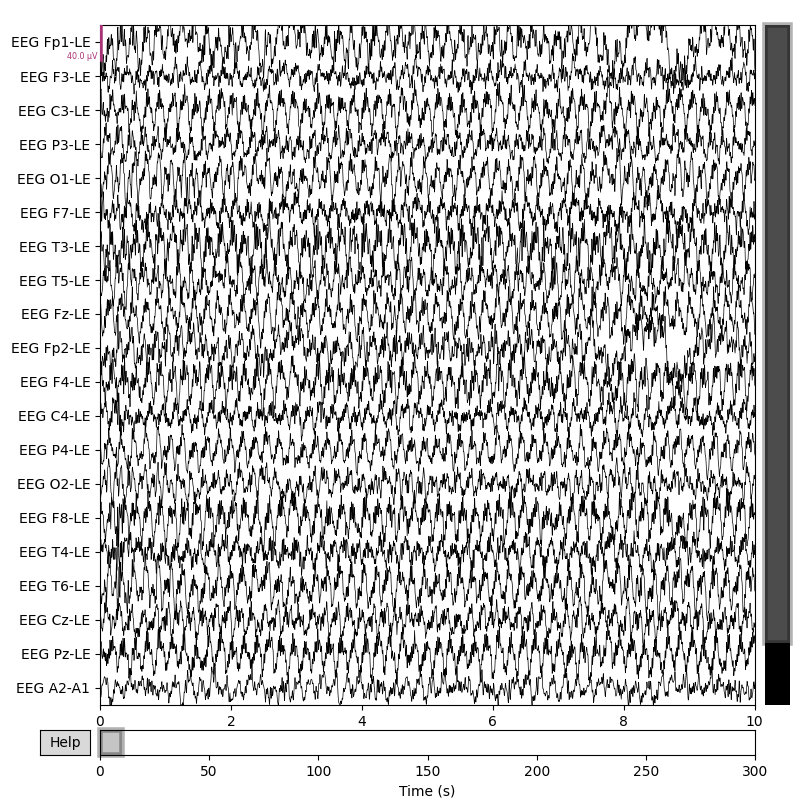 EEG Fp1-LE
40.0 µV
EEG F3-LE
EEG C3-LE
EEG P3-LE
EEG O1-LE
EEG F7-LE
EEG T3-LE
EEG T5-LE
EEG Fz-LE
EEG Fp2-LE
EEG F4-LE
EEG C4-LE
EEG P4-LE
EEG O2-LE
EEG F8-LE
EEG T4-LE
EEG T6-LE
EEG Cz-LE
EEG Pz-LE
EEG A2-A1
0 2 4 6 8 10
Help
0 50 100 150 200 250 300
Time (s)